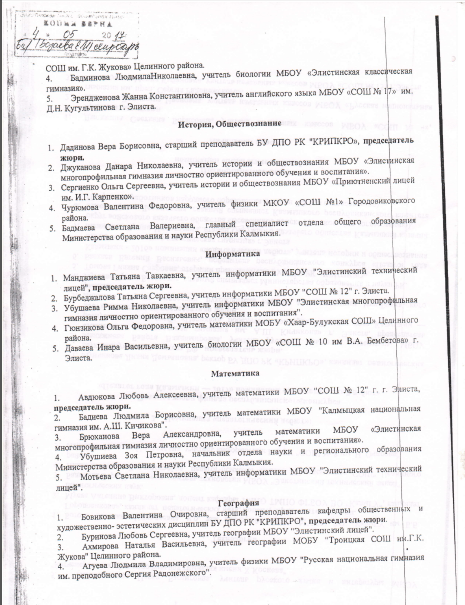 КОПИЯ ВЕРНА
4 05 2012
СОШ им. Г.К. Жукова» Целинного района.
4. Бадминова ЛюдмилаНиколаевна, учитель биологии МБОУ «Элистинская классическая
гимназия».
5. Эренженова Жанна Константиновна, учитель английского языка МБОУ «СОШ № 17» им.
Д.Н. Кугультинова г. Элиста.
История, Обществознание
1. Дадинова Вера Борисовна, старший преподаватель БУ ДПО РК "КРИПКРО", председатель
жюри.
2. Джуканова Данара Николаевна, учитель истории и обществознания МБОУ «Элистинская
многопрофильная гимназия личностно ориентированного обучения и воспитания».
3. Сергиенко Ольга Сергеевна, учитель истории и обществознания МБОУ «Приютненский лицей
им. И.Г. Карпенко».
4. Чурюмова Валентина Федоровна, учитель физики МКОУ «СОШ №1» Городовиковского
района.
5. Бадмаева Светлана Валериевна, главный специалист отдела общего образования
Министерства образования и науки Республики Калмыкия.
Информатика
1. Манджиева Татьяна Тавкаевна, учитель информатики МБОУ "Элистинский технический
лицей", председатель жюри.
2. Бурбеджалова Татьяна Сергеевна, учитель информатики МБОУ "СОШ № 12" г. Элиста.
3. Убушаева Римма Николаевна, учитель информатики МБОУ "Элистинская многопрофильная
гимназия личностно ориентированного обучения и воспитания".
4. Гюнзикова Ольга Федоровна, учитель математики МОБУ «Хаар-Булукская СОШ» Целинного
района.
5. Даваева Инара Васильевна, учитель биологии МБОУ «СОШ № 10 им В.А. Бембетова» г.
Элиста.
Математика
1. Авдюкова Любовь Алексеевна, учитель математики МБОУ "СОШ № 12" г. г. Элиста,
председатель жюри.
2. Бадиева Людмила Борисовна, учитель математики МБОУ "Калмыцкая национальная
гимназия им. А.Ш. Кичикова".
3. Брюханова Вера Александровна, учитель математики МБОУ «Элистинская
многопрофильная гимназия личностно ориентированного обучения и воспитания».
4. Убушиева Зоя Петровна, начальник отдела науки и регионального образования
Министерства образования и науки Республики Калмыкия.
5. Мотьева Светлана Николаевна, учитель информатики МБОУ "Элистинский технический
лицей".
География
1. Бовикова Валентина Очировна, старший преподаватель кафедры общественных и
художественно- эстетических дисциплин БУ ДПО РК "КРИПКРО", председатель жюри.
2. Буринова Любовь Сергеевна, учитель географии МБОУ "Элистинский лицей".
3. Ахмирова Наталья Васильевна, учитель географии МОБУ "Троицкая СОШ им.Г.К.
Жукова" Целинного района.
4. Агуева Людмила Владимировна, учитель физики МБОУ "Русская национальная гимназия
им. преподобного Сергия Радонежского".